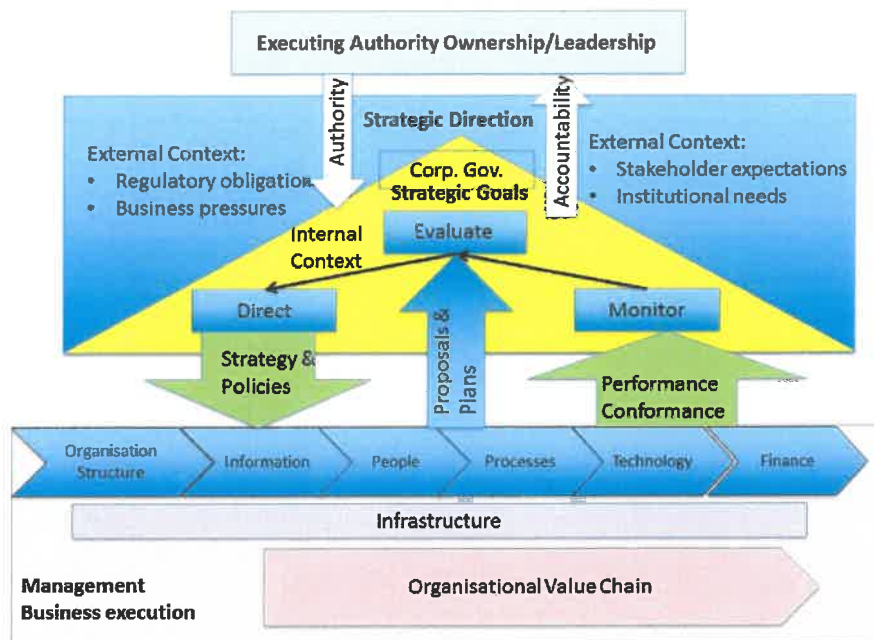 Executing Authority Ownership/Leadership
Authority
Accountability
Strategic Direction
External Context:
• Regulatory obligation
• Business pressures
External Context:
• Stakeholder expectations
• Institutional needs
Corp. Gov.
Strategic Goals
Internal
Context
Evaluate
Direct
Monitor
Strategy &
Policies
Proposals &
Plans
Performance
Conformance
Organisation
Structure
Information
People
Processes
Technology
Finance
Infrastructure
Management
Business execution
Organisational Value Chain